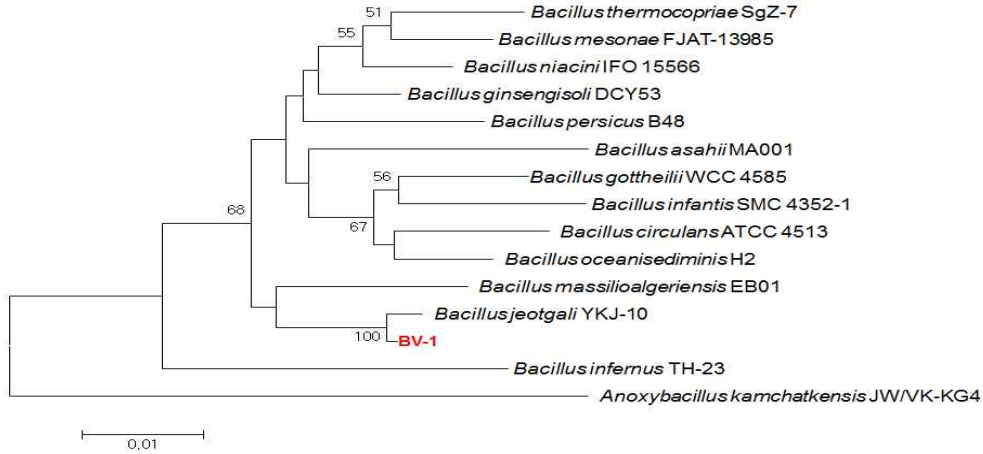 51
Bacillus thermocopriae SgZ-7
55
Bacillus mesonae FJAT-13985
Bacillus niacini IFO 15566
Bacillus ginsengisoli DCY53
Bacillus persicus B48
Bacillus asahii MA001
56
Bacillus gottheilii WCC 4585
68
Bacillus infantis SMC 4352-1
67
Bacillus circulans ATCC 4513
Bacillus oceanisediminis H2
Bacillus massilioalgeriensis EB01
Bacillus jeotgali YKJ-10
100
BV-1
Bacillus infernus TH-23
Anoxybacillus kamchatkensis JW/VK-KG4
0.01